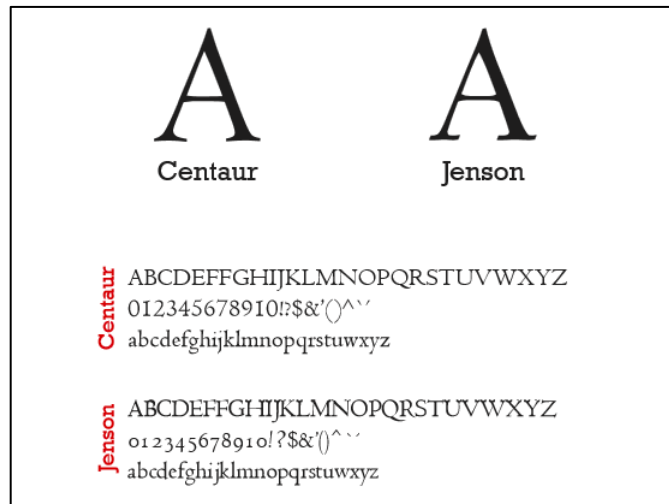 A A
Centaur Jenson
Centaur
ABCDEFFGHIJKLMNOPQRSTUVWXYZ
012345678910!?$&'()^`´
abcdefghijklmnopqrstuwxyz
Jenson
ABCDEFFGHIJKLMNOPQRSTUVWXYZ
012345678910!?$&'()^`´
abcdefghijklmnopqrstuwxyz